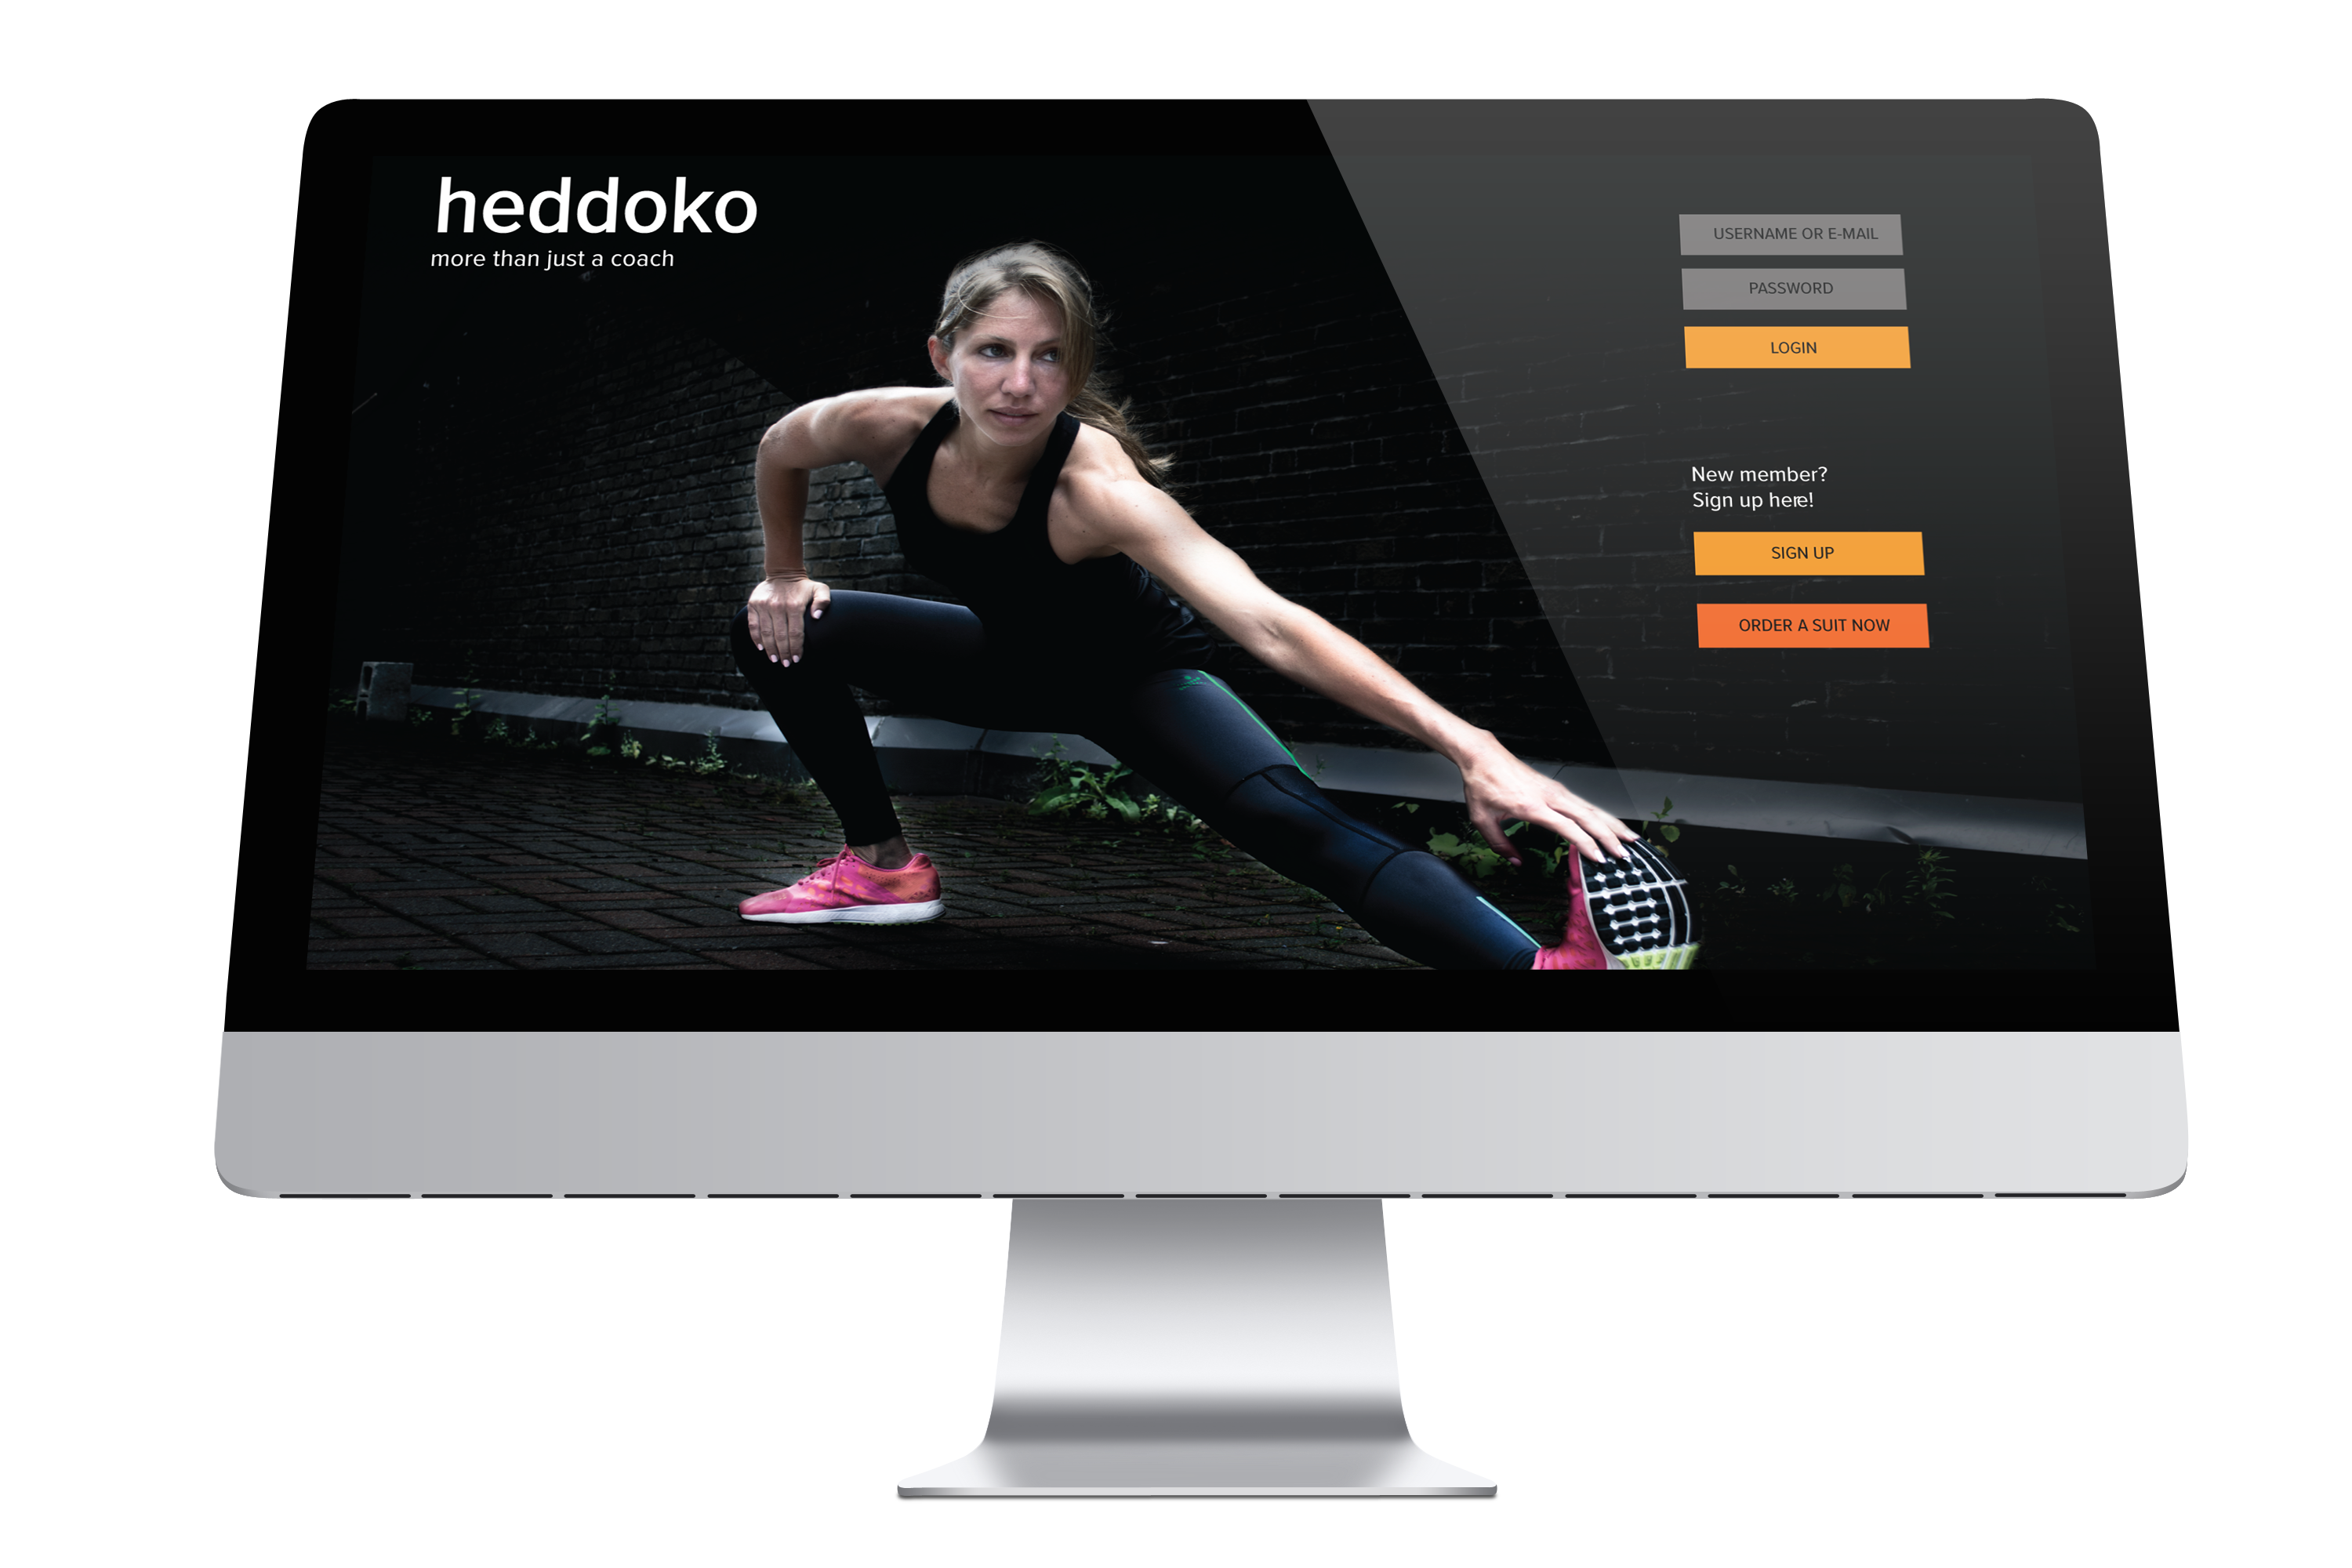 heddoko
more than just a coach
USERNAME OR E-MAIL
PASSWORD
LOGIN
New member?
Sign up here!
SIGN UP
ORDER A SUIT NOW